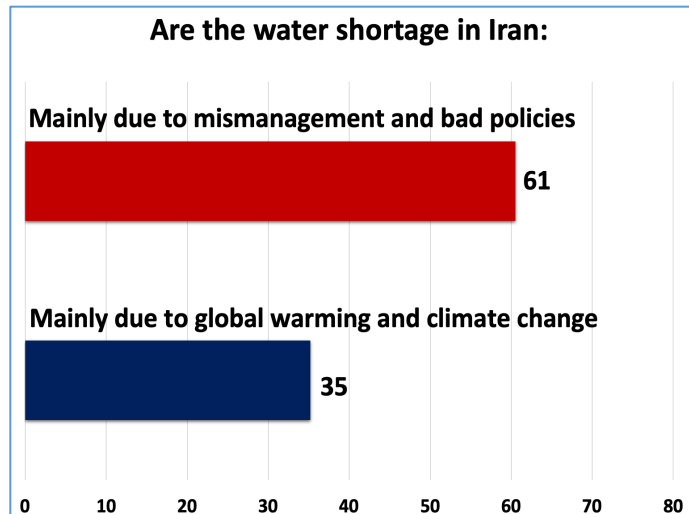 Are the water shortage in Iran:
Mainly due to mismanagement and bad policies
61
Mainly due to global warming and climate change
35
0 10 20 30 40 50 60 70 80